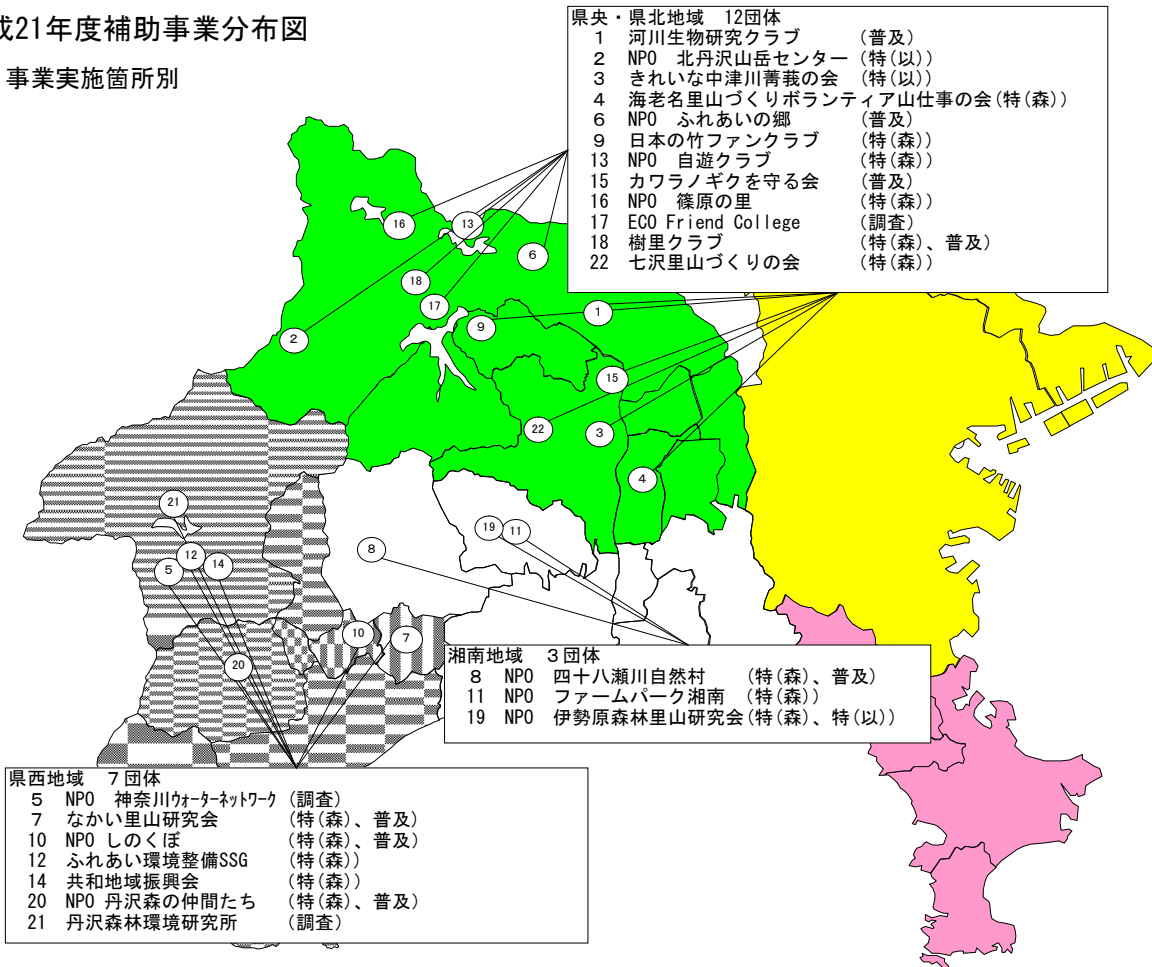 成21年度補助事業分布図
事業実施箇所別
県央・県北地域 12団体
1 河川生物研究クラブ (普及)
2 NPO 北丹沢山岳センター (特(以))
3 きれいな中津川菁莪の会 (特(以))
4 海老名里山づくりボランティア山仕事の会(特(森))
6 NPO ふれあいの郷 (普及)
9 日本の竹ファンクラブ (特(森))
13 NPO 自遊クラブ (特(森))
15 カワラノギクを守る会 (普及)
16 NPO 篠原の里 (特(森))
17 ECO Friend College (調査)
18 樹里クラブ (特(森)、普及)
22 七沢里山づくりの会 (特(森))
16
13
6
18
17
2
9
1
15
22
3
4
21
19
11
8
12
5
14
10
7
20
湘南地域 3団体
8 NPO 四十八瀬川自然村 (特(森)、普及)
11 NPO ファームパーク湘南 (特(森))
19 NPO 伊勢原森林里山研究会(特(森)、特(以))
県西地域 7団体
5 NPO 神奈川ウォーターネットワーク (調査)
7 なかい里山研究会 (特(森)、普及)
10 NPO しのくぼ (特(森)、普及)
12 ふれあい環境整備SSG (特(森))
14 共和地域振興会 (特(森))
20 NPO 丹沢森の仲間たち (特(森)、普及)
21 丹沢森林環境研究所 (調査)